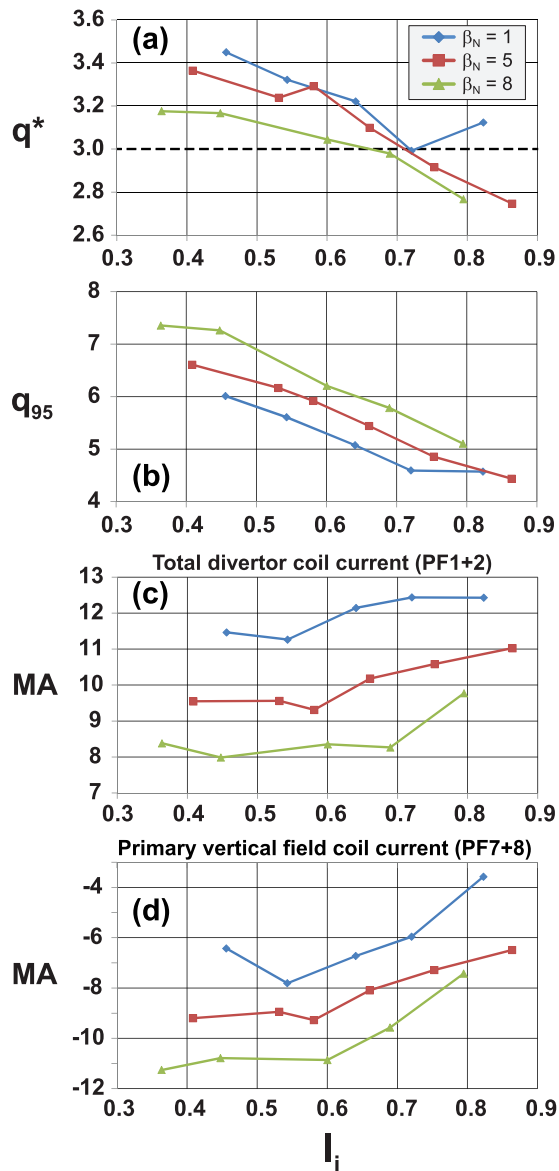 (a)
β_N = 1
β_N = 5
β_N = 8
q*
3.6
3.4
3.2
3.0
2.8
2.6
0.3 0.4 0.5 0.6 0.7 0.8 0.9
(b)
q₉₅
8
7
6
5
4
0.3 0.4 0.5 0.6 0.7 0.8 0.9
Total divertor coil current (PF1+2)
(c)
MA
13
12
11
10
9
8
7
0.3 0.4 0.5 0.6 0.7 0.8 0.9
Primary vertical field coil current (PF7+8)
(d)
MA
-4
-6
-8
-10
-12
0.3 0.4 0.5 0.6 0.7 0.8 0.9
l_i